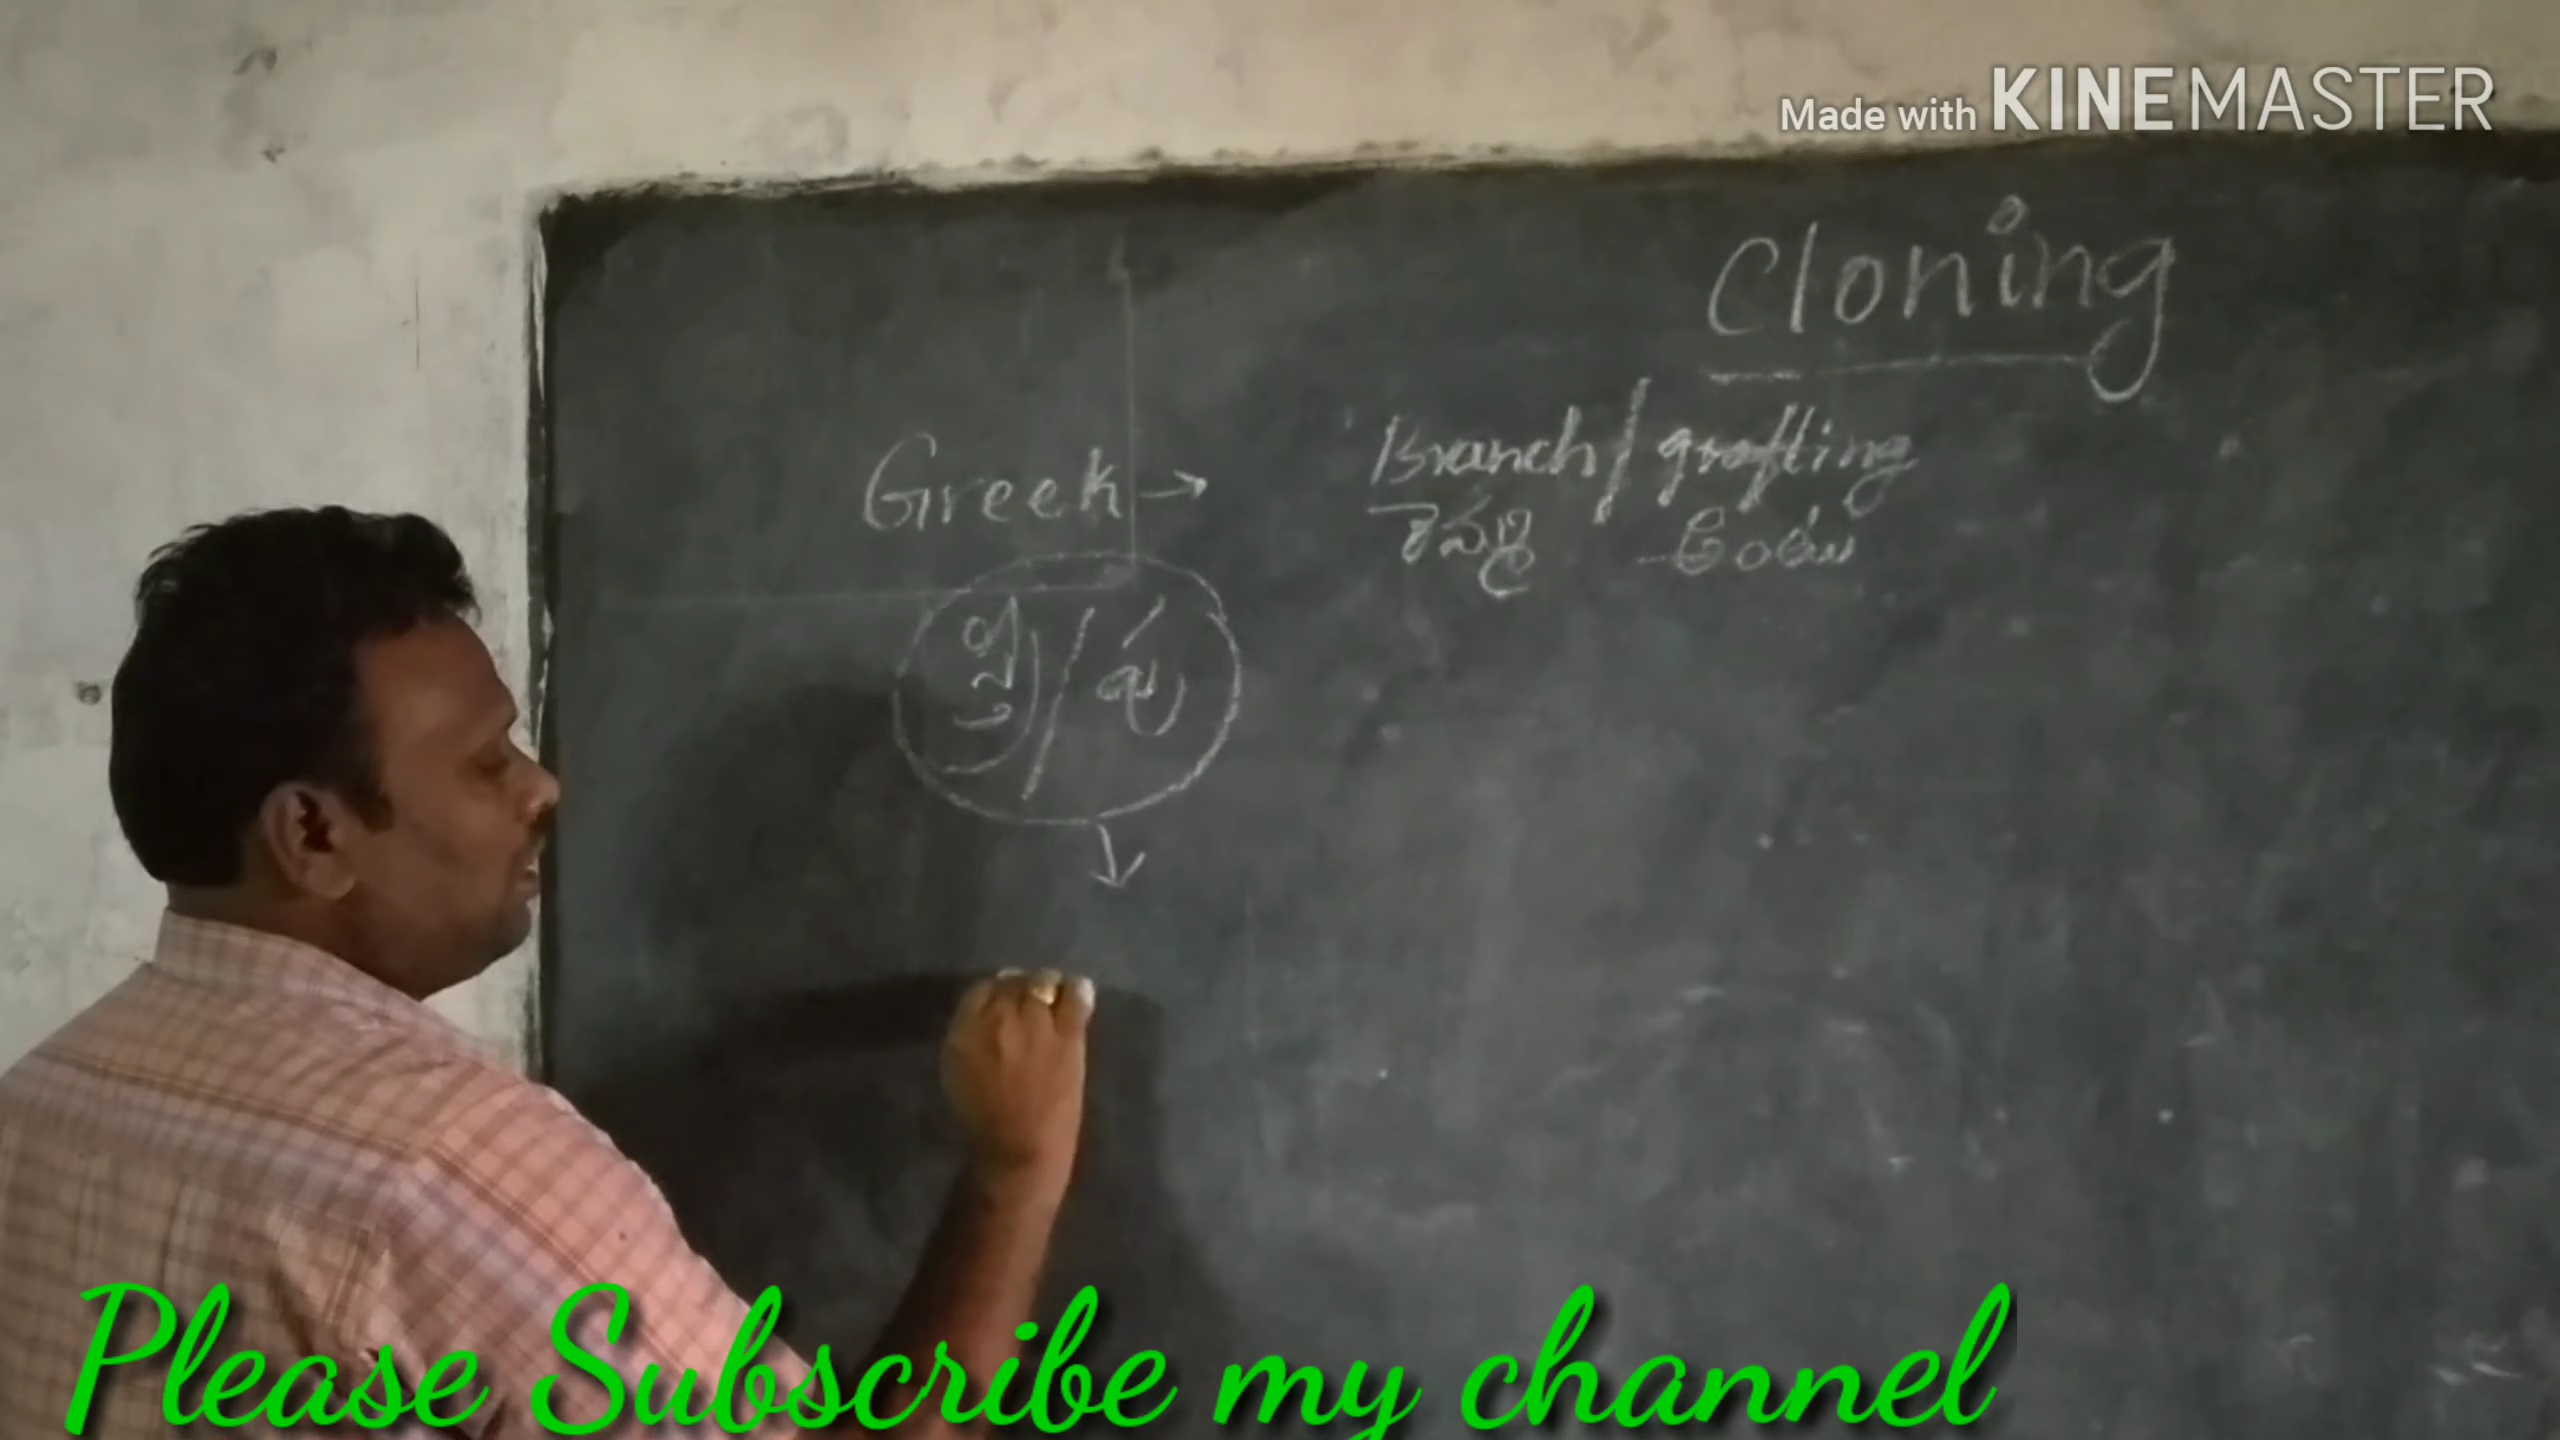 Made with KINEMASTER
Cloning
Greek → Branch / grafting
అంటు
Please Subscribe my channel